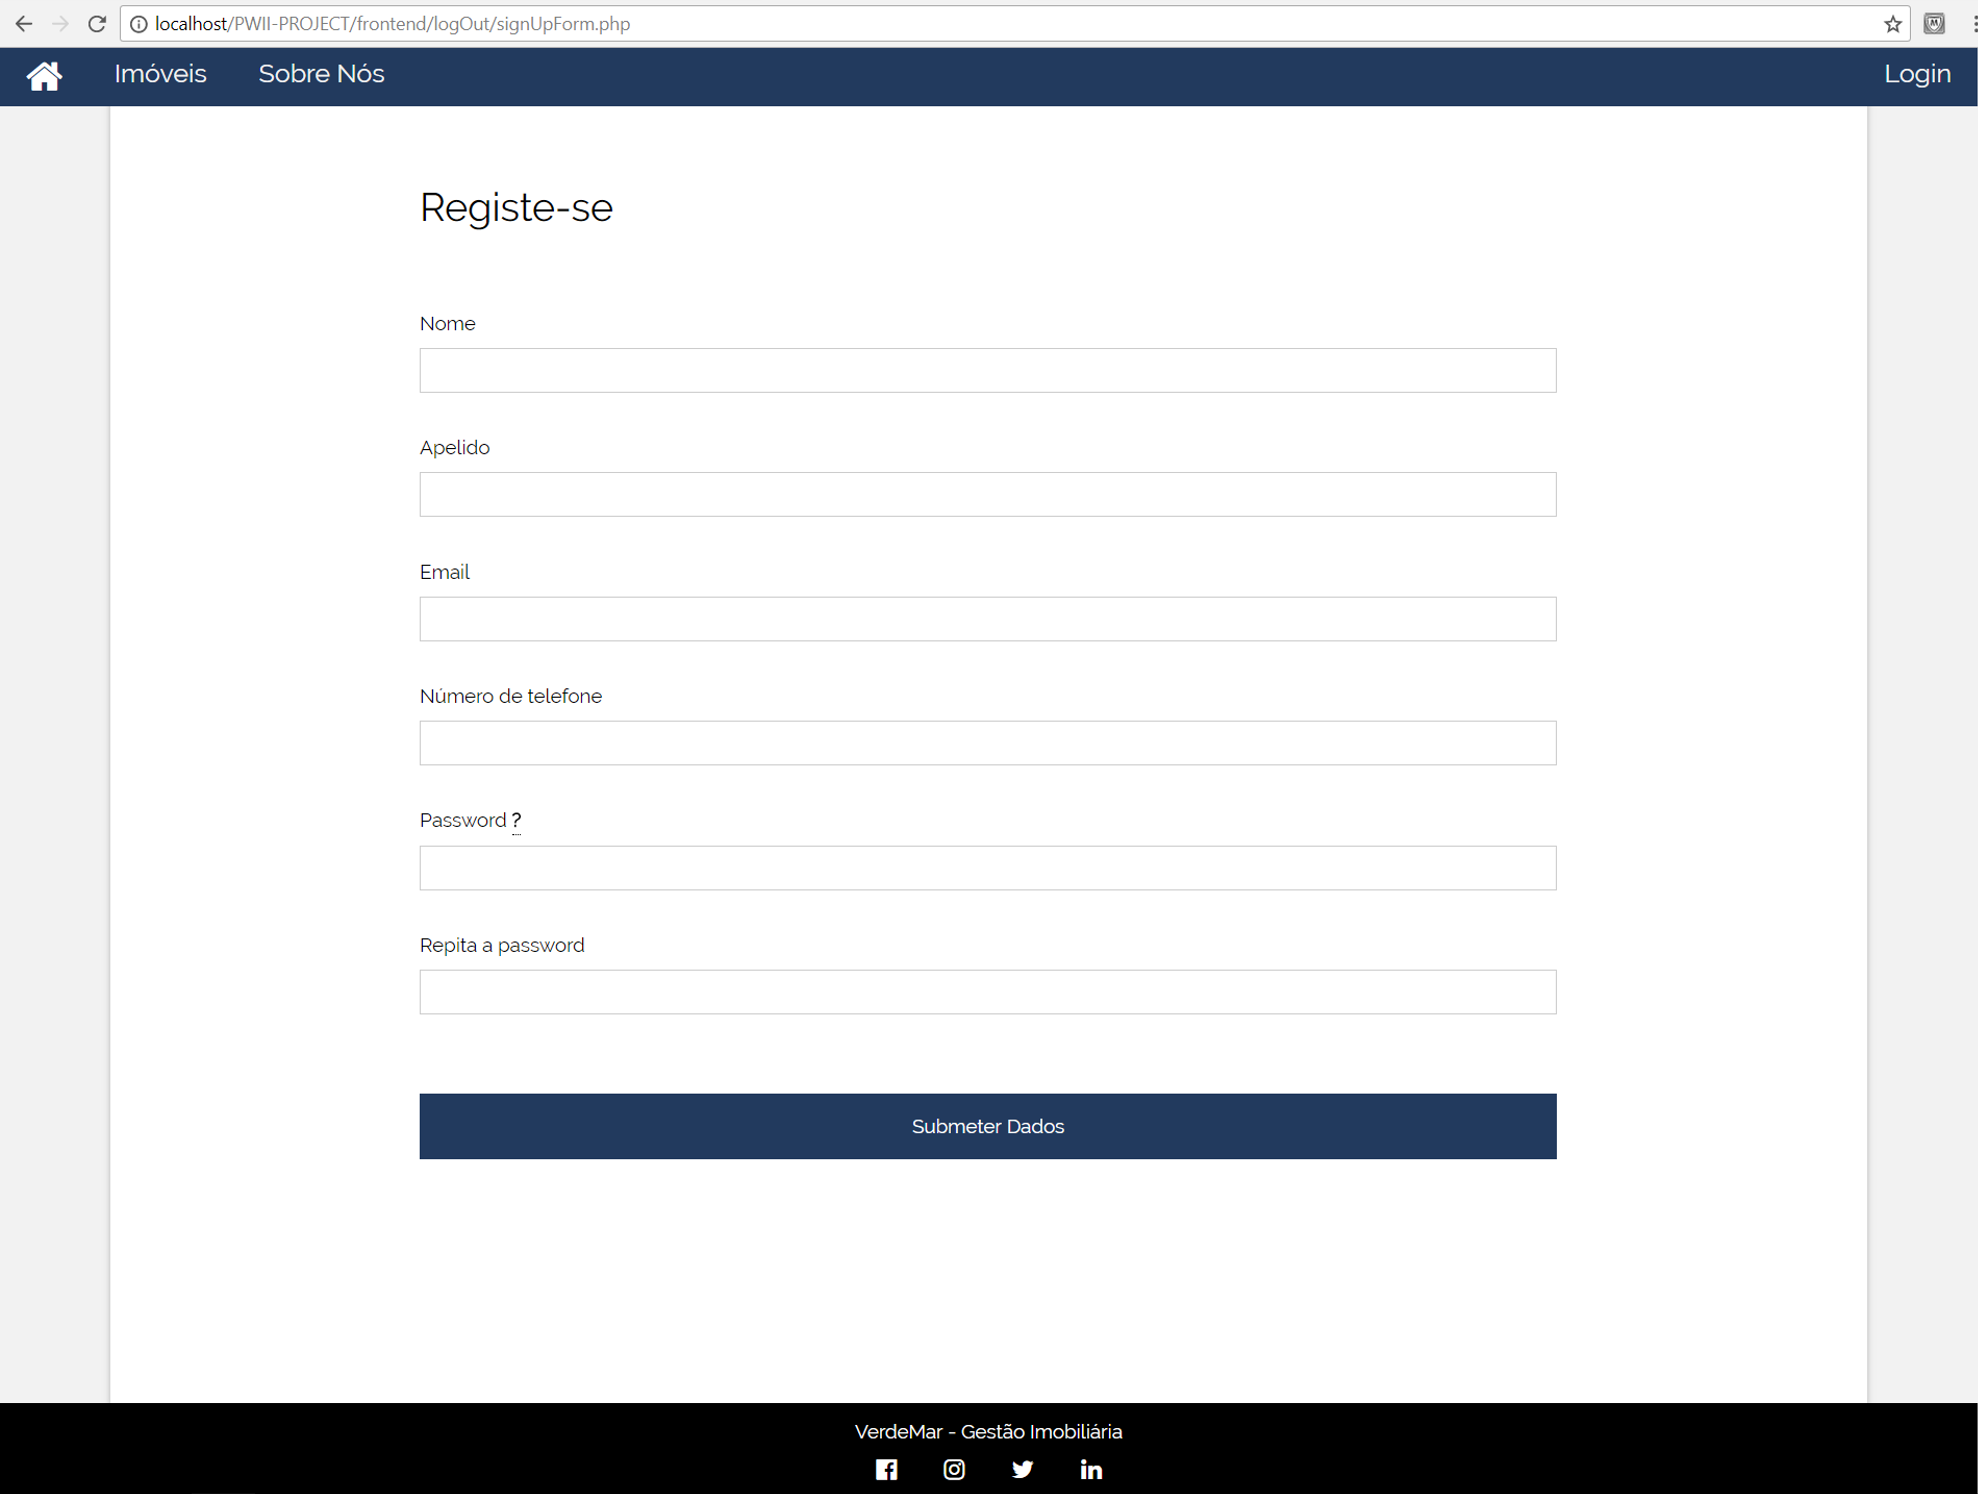 localhost/PWII-PROJECT/frontend/logOut/signUpForm.php
Imóveis Sobre Nós Login
Registe-se
Nome
Apelido
Email
Número de telefone
Password ?
Repita a password
Submeter Dados
VerdeMar - Gestão Imobiliária